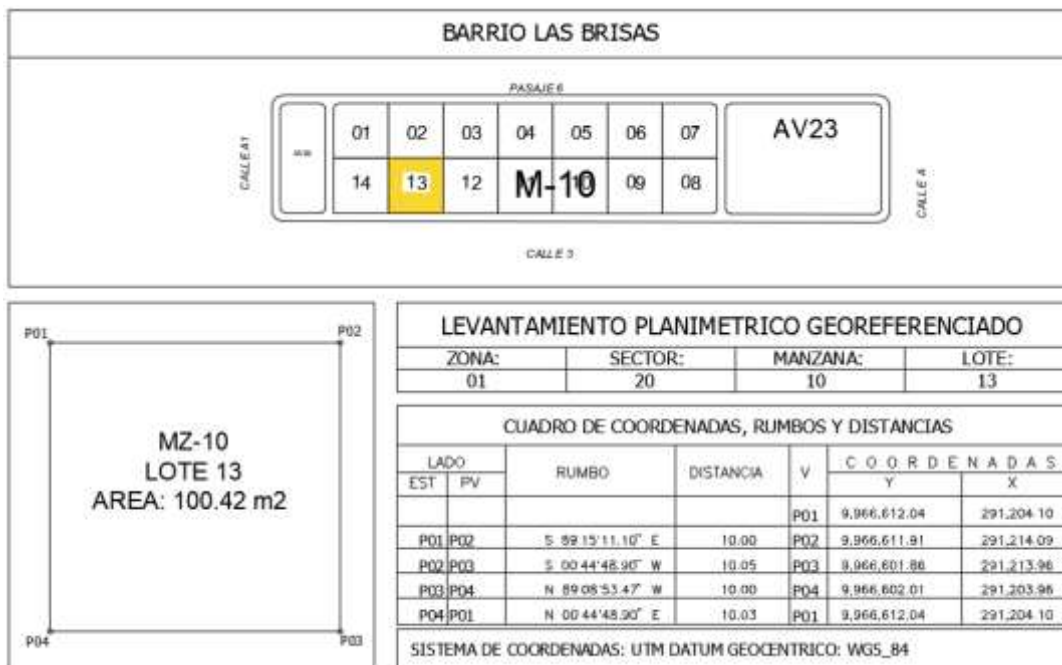 BARRIO LAS BRISAS
PASAJE 6
CALLE A1
01 02 03 04 05 06 07
AV23
14 13 12 M-10 09 08
CALLE A
CALLE 3
P01 P02
MZ-10
LOTE 13
AREA: 100.42 m2
P04 P03
LEVANTAMIENTO PLANIMETRICO GEOREFERENCIADO
ZONA: SECTOR: MANZANA: LOTE:
01 20 10 13
CUADRO DE COORDENADAS, RUMBOS Y DISTANCIAS
LADO RUMBO DISTANCIA V COORDENADAS
EST PV Y X
P01 9,966,612.04 291,204.10
P01 P02 S 89 15'11.10" E 10.00 P02 9,966,611.91 291,214.09
P02 P03 S 00 44'48.90" W 10.05 P03 9,966,601.86 291,213.96
P03 P04 N 89 08'53.47" W 10.00 P04 9,966,602.01 291,203.96
P04 P01 N 00 44'48.90" E 10.03 P01 9,966,612.04 291,204.10
SISTEMA DE COORDENADAS: UTM DATUM GEOCENTRICO: WGS_84